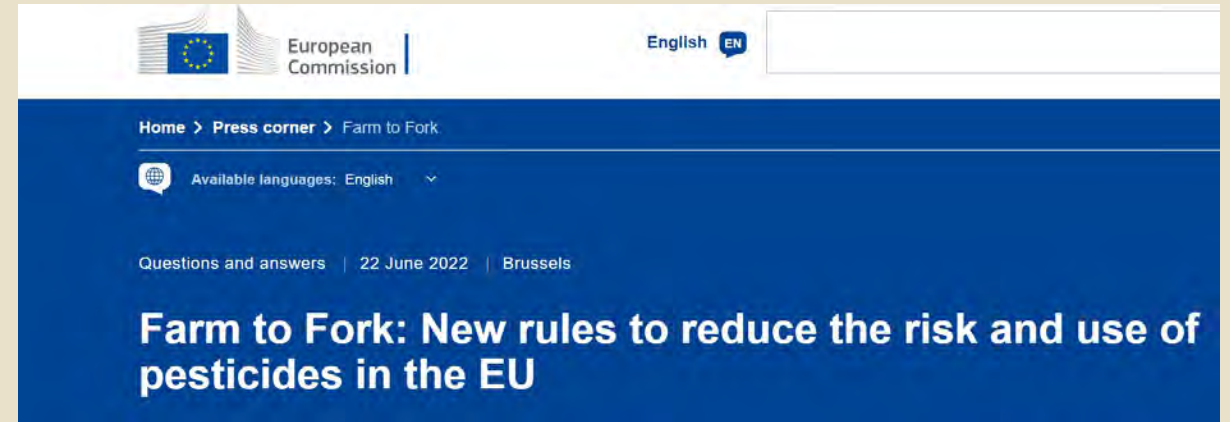 European
Commission
English EN
Home > Press corner > Farm to Fork
Available languages: English
Questions and answers | 22 June 2022 | Brussels
Farm to Fork: New rules to reduce the risk and use of
pesticides in the EU